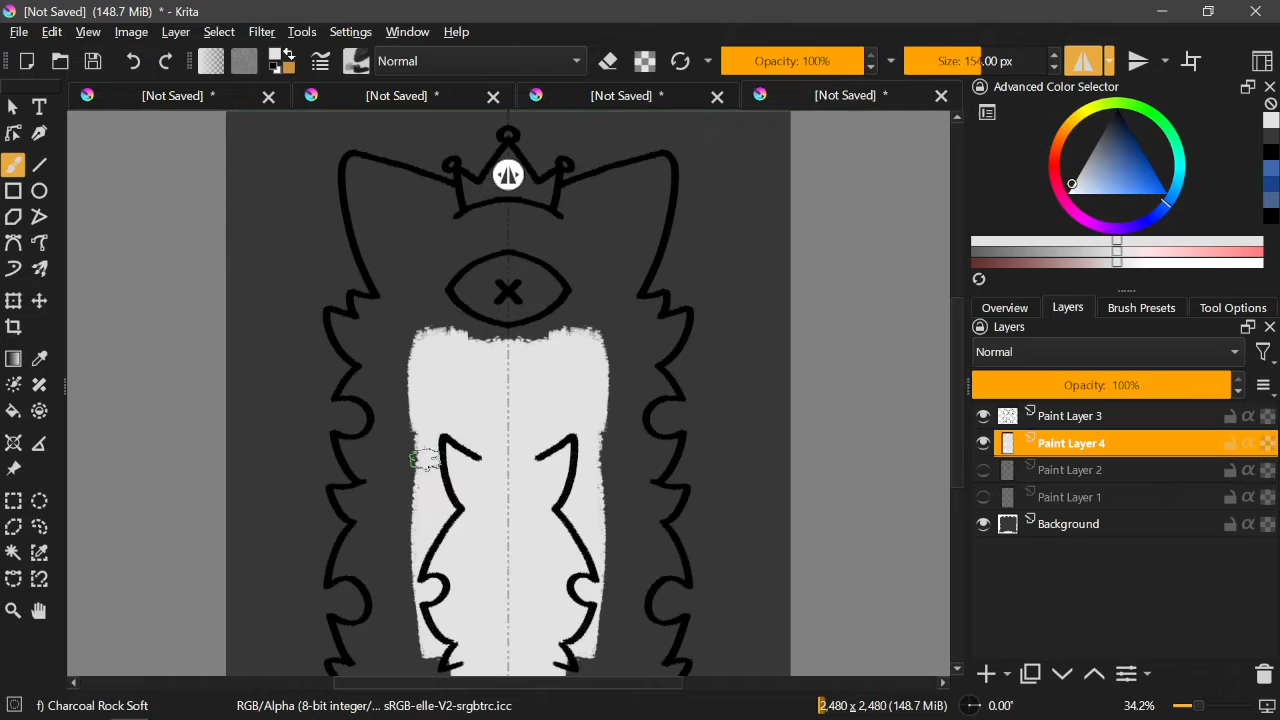 [Not Saved] (148.7 MiB) * - Krita
File Edit View Image Layer Select Filter Tools Settings Window Help
Normal
Opacity: 100%
Size: 154.00 px
[Not Saved] *
[Not Saved] *
[Not Saved] *
[Not Saved] *
Advanced Color Selector
Overview Layers Brush Presets Tool Options
Layers
Normal
Opacity: 100%
Paint Layer 3
Paint Layer 4
Paint Layer 2
Paint Layer 1
Background
f) Charcoal Rock Soft
RGB/Alpha (8-bit integer/... sRGB-elle-V2-srgbtrc.icc
2,480 x 2,480 (148.7 MiB)
0.00°
34.2%